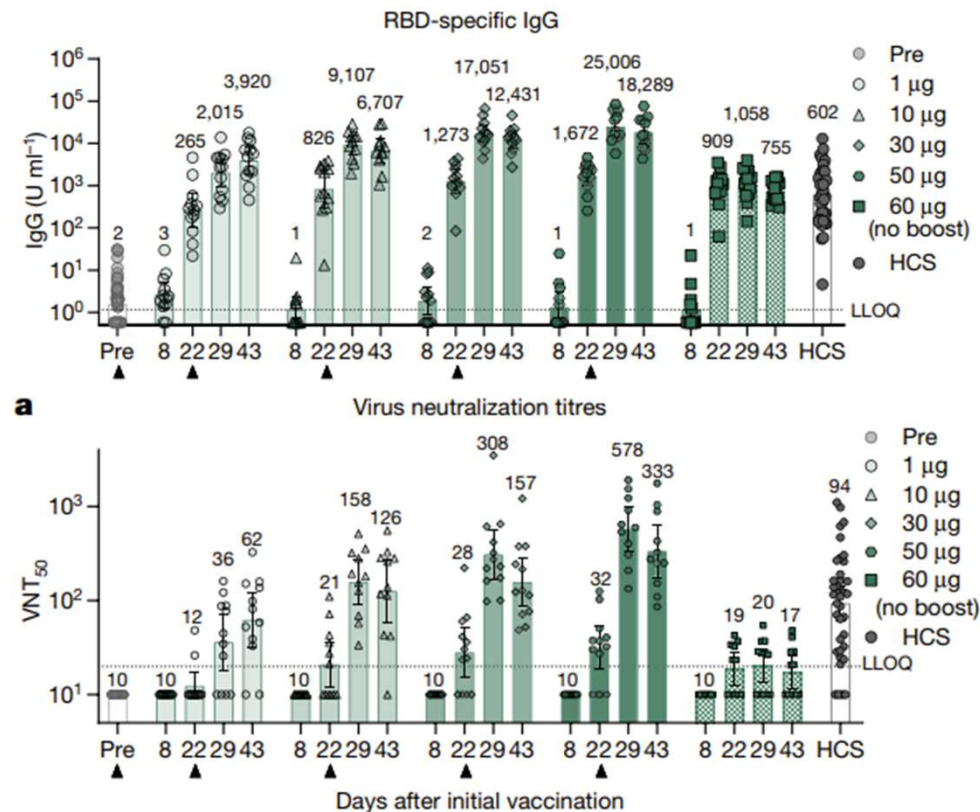 RBD-specific IgG
10⁶
10⁵
10⁴
10³
10²
10¹
10⁰
IgG (U ml⁻¹)
2
3
265
2,015
3,920
1
826
9,107
6,707
2
1,273
17,051
12,431
1
1,672
25,006
18,289
1
909
1,058
755
602
LLOQ
Pre 8 22 29 43 8 22 29 43 8 22 29 43 8 22 29 43 8 22 29 43 HCS
Pre
1 µg
10 µg
30 µg
50 µg
60 µg
(no boost)
HCS
a
Virus neutralization titres
10³
10²
10¹
VNT₅₀
10
10
12
36
62
10
21
158
126
10
28
308
157
10
32
578
333
10
19
20
17
94
LLOQ
Pre 8 22 29 43 8 22 29 43 8 22 29 43 8 22 29 43 8 22 29 43 HCS
Pre
1 µg
10 µg
30 µg
50 µg
60 µg
(no boost)
HCS
Days after initial vaccination